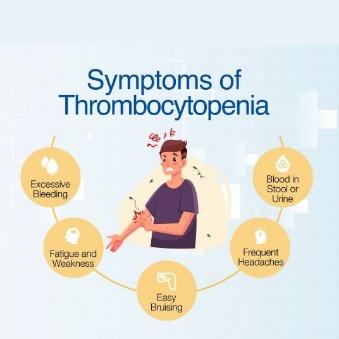 Symptoms of
Thrombocytopenia
Excessive
Bleeding
Blood in
Stool or
Urine
Fatigue and
Weakness
Frequent
Headaches
Easy
Bruising